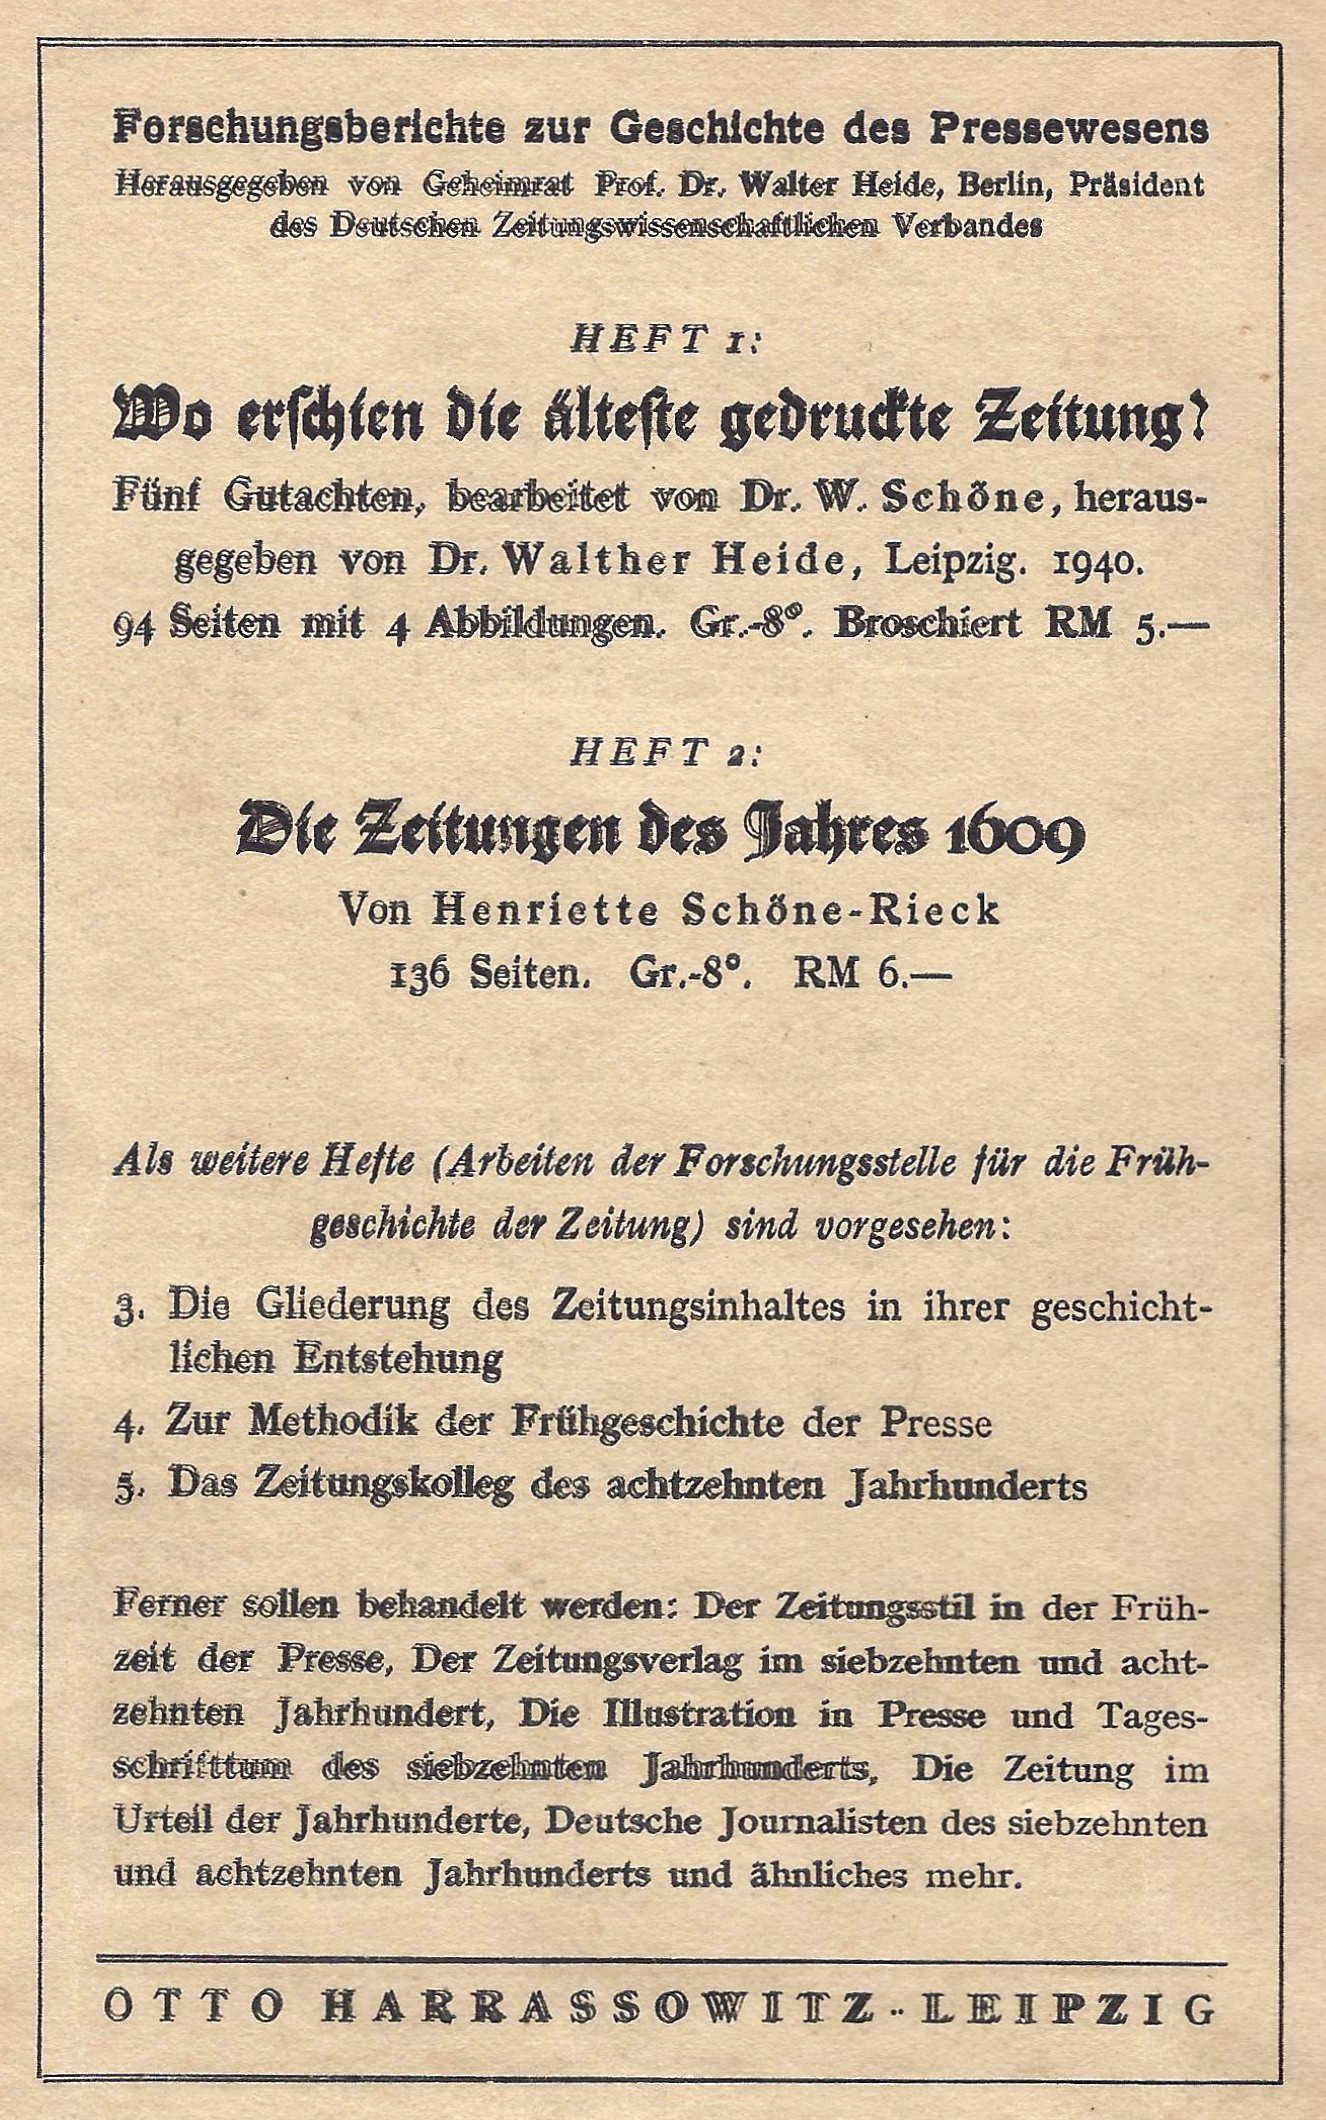 Forschungsberichte zur Geschichte des Pressewesens
Herausgegeben von Geheimrat Prof. Dr. Walter Heide, Berlin, Präsident
des Deutschen Zeitungswissenschaftlichen Verbandes
HEFT 1:
Wo erschien die älteste gedruckte Zeitung?
Fünf Gutachten, bearbeitet von Dr. W. Schöne, heraus-
gegeben von Dr. Walther Heide, Leipzig. 1940.
94 Seiten mit 4 Abbildungen. Gr.-8°. Broschiert RM 5.—
HEFT 2:
Die Zeitungen des Jahres 1609
Von Henriette Schöne-Rieck
136 Seiten. Gr.-8°. RM 6.—
Als weitere Hefte (Arbeiten der Forschungsstelle für die Früh-
geschichte der Zeitung) sind vorgesehen:
3. Die Gliederung des Zeitungsinhaltes in ihrer geschicht-
lichen Entstehung
4. Zur Methodik der Frühgeschichte der Presse
5. Das Zeitungskolleg des achtzehnten Jahrhunderts
Ferner sollen behandelt werden: Der Zeitungsstil in der Früh-
zeit der Presse, Der Zeitungsverlag im siebzehnten und acht-
zehnten Jahrhundert, Die Illustration in Presse und Tages-
schrifttum des siebzehnten Jahrhunderts, Die Zeitung im
Urteil der Jahrhunderte, Deutsche Journalisten des siebzehnten
und achtzehnten Jahrhunderts und ähnliches mehr.
OTTO HARRASSOWITZ·LEIPZIG